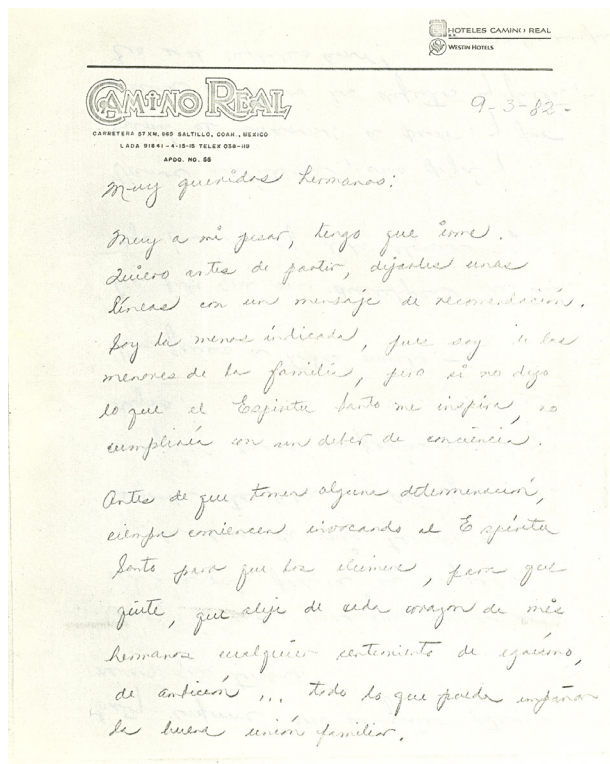 HOTELES CAMINO REAL
WESTIN HOTELS
CAMINO REAL
CARRETERA 57 KM. 865 SALTILLO, COAH., MEXICO
LADA 91841-4-15-15 TELEX 058-119
APDO. NO. 55
9-3-82-
Muy queridos hermanos:
Muy a mi pesar, tengo que irme.
Quiero antes de partir, dejarles unas
líneas con un mensaje de recomendación.
Soy la menos indicada, pues soy de las
menores de la familia, pero si no digo
lo que el Espíritu Santo me inspira, no
cumpliría con un deber de conciencia.
Antes de que tomen alguna determinación,
siempre comiencen invocando al Espíritu
Santo para que los ilumine, para que
quite, que aleje de cada corazón de mis
hermanos cualquier sentimiento de egoísmo,
de ambición ... todo lo que pueda empañar
la buena unión familiar.